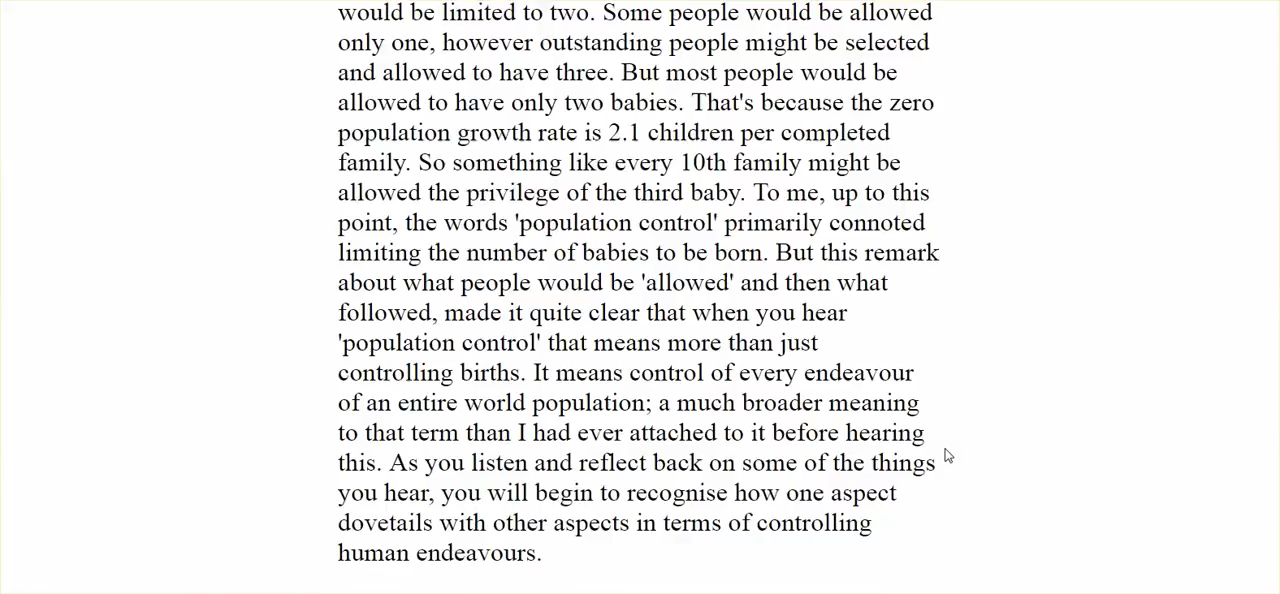 would be limited to two. Some people would be allowed
only one, however outstanding people might be selected
and allowed to have three. But most people would be
allowed to have only two babies. That's because the zero
population growth rate is 2.1 children per completed
family. So something like every 10th family might be
allowed the privilege of the third baby. To me, up to this
point, the words 'population control' primarily connoted
limiting the number of babies to be born. But this remark
about what people would be 'allowed' and then what
followed, made it quite clear that when you hear
'population control' that means more than just
controlling births. It means control of every endeavour
of an entire world population; a much broader meaning
to that term than I had ever attached to it before hearing
this. As you listen and reflect back on some of the things
you hear, you will begin to recognise how one aspect
dovetails with other aspects in terms of controlling
human endeavours.